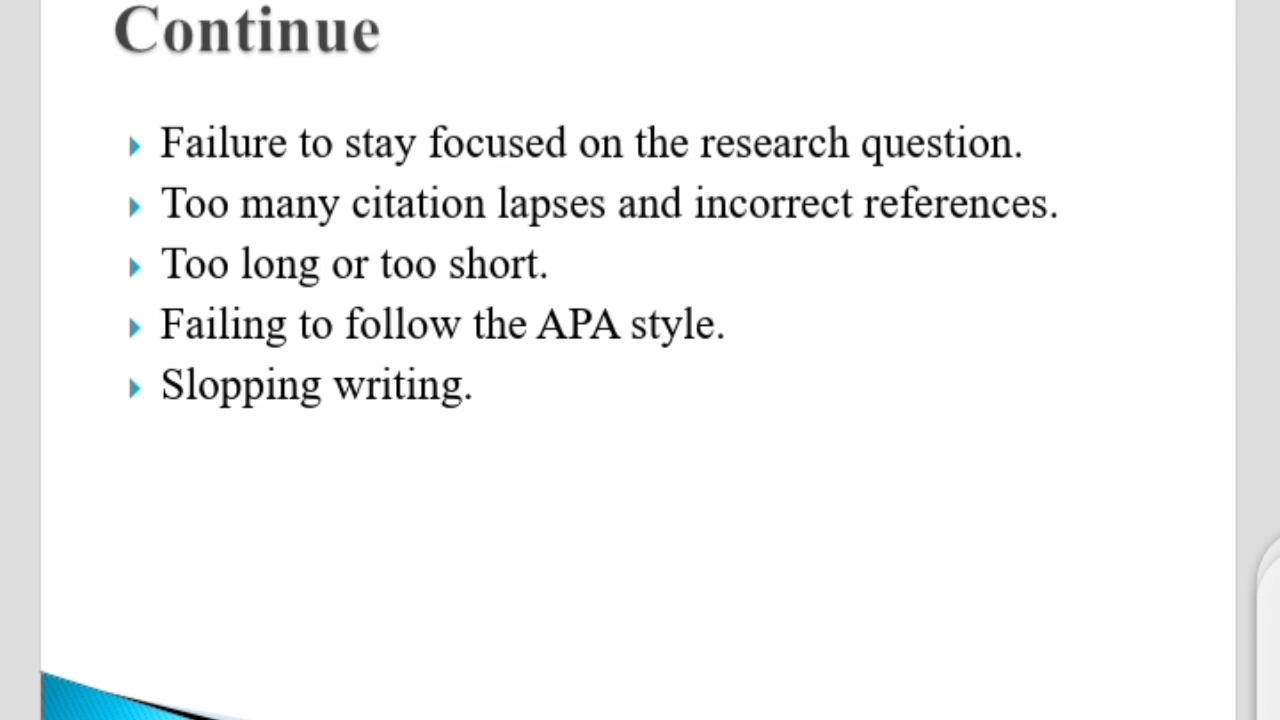 Continue
Failure to stay focused on the research question.
Too many citation lapses and incorrect references.
Too long or too short.
Failing to follow the APA style.
Slopping writing.